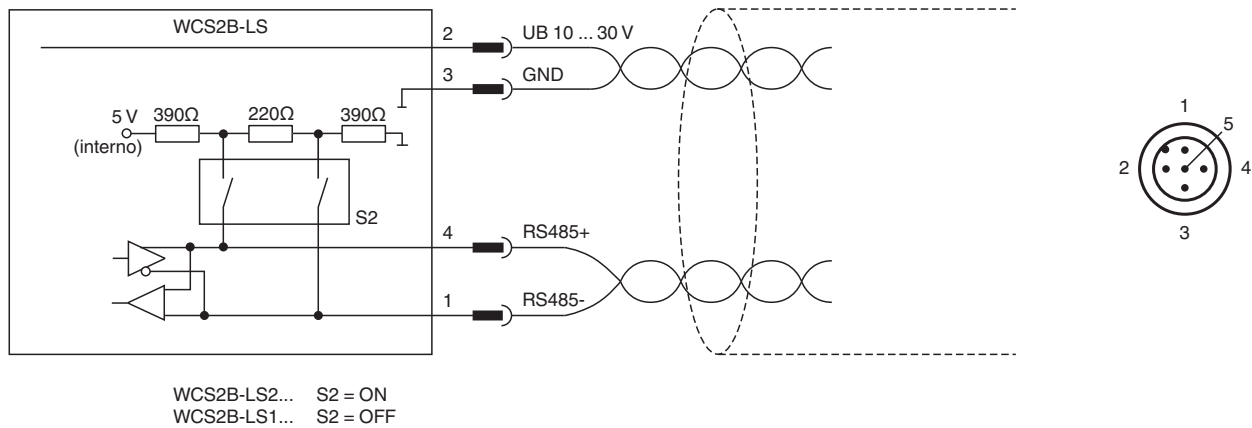 WCS2B-LS
2
UB 10 ... 30 V
3
GND
5 V
(interno)
390Ω
220Ω
390Ω
S2
4
RS485+
1
RS485-
1
5
2
4
3
WCS2B-LS2... S2 = ON
WCS2B-LS1... S2 = OFF